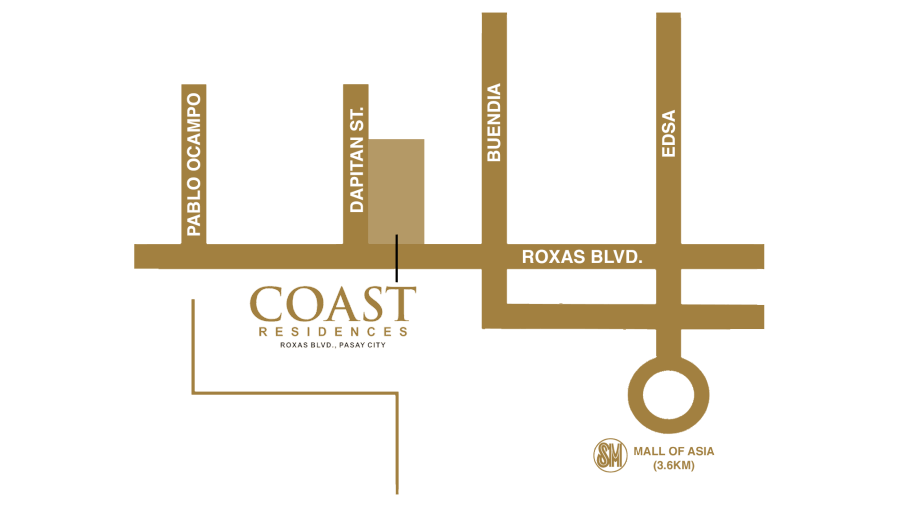 PABLO OCAMPO
DAPITAN ST.
BUENDIA
EDSA
ROXAS BLVD.
COAST
RESIDENCES
ROXAS BLVD., PASAY CITY
SM
MALL OF ASIA
(3.6KM)